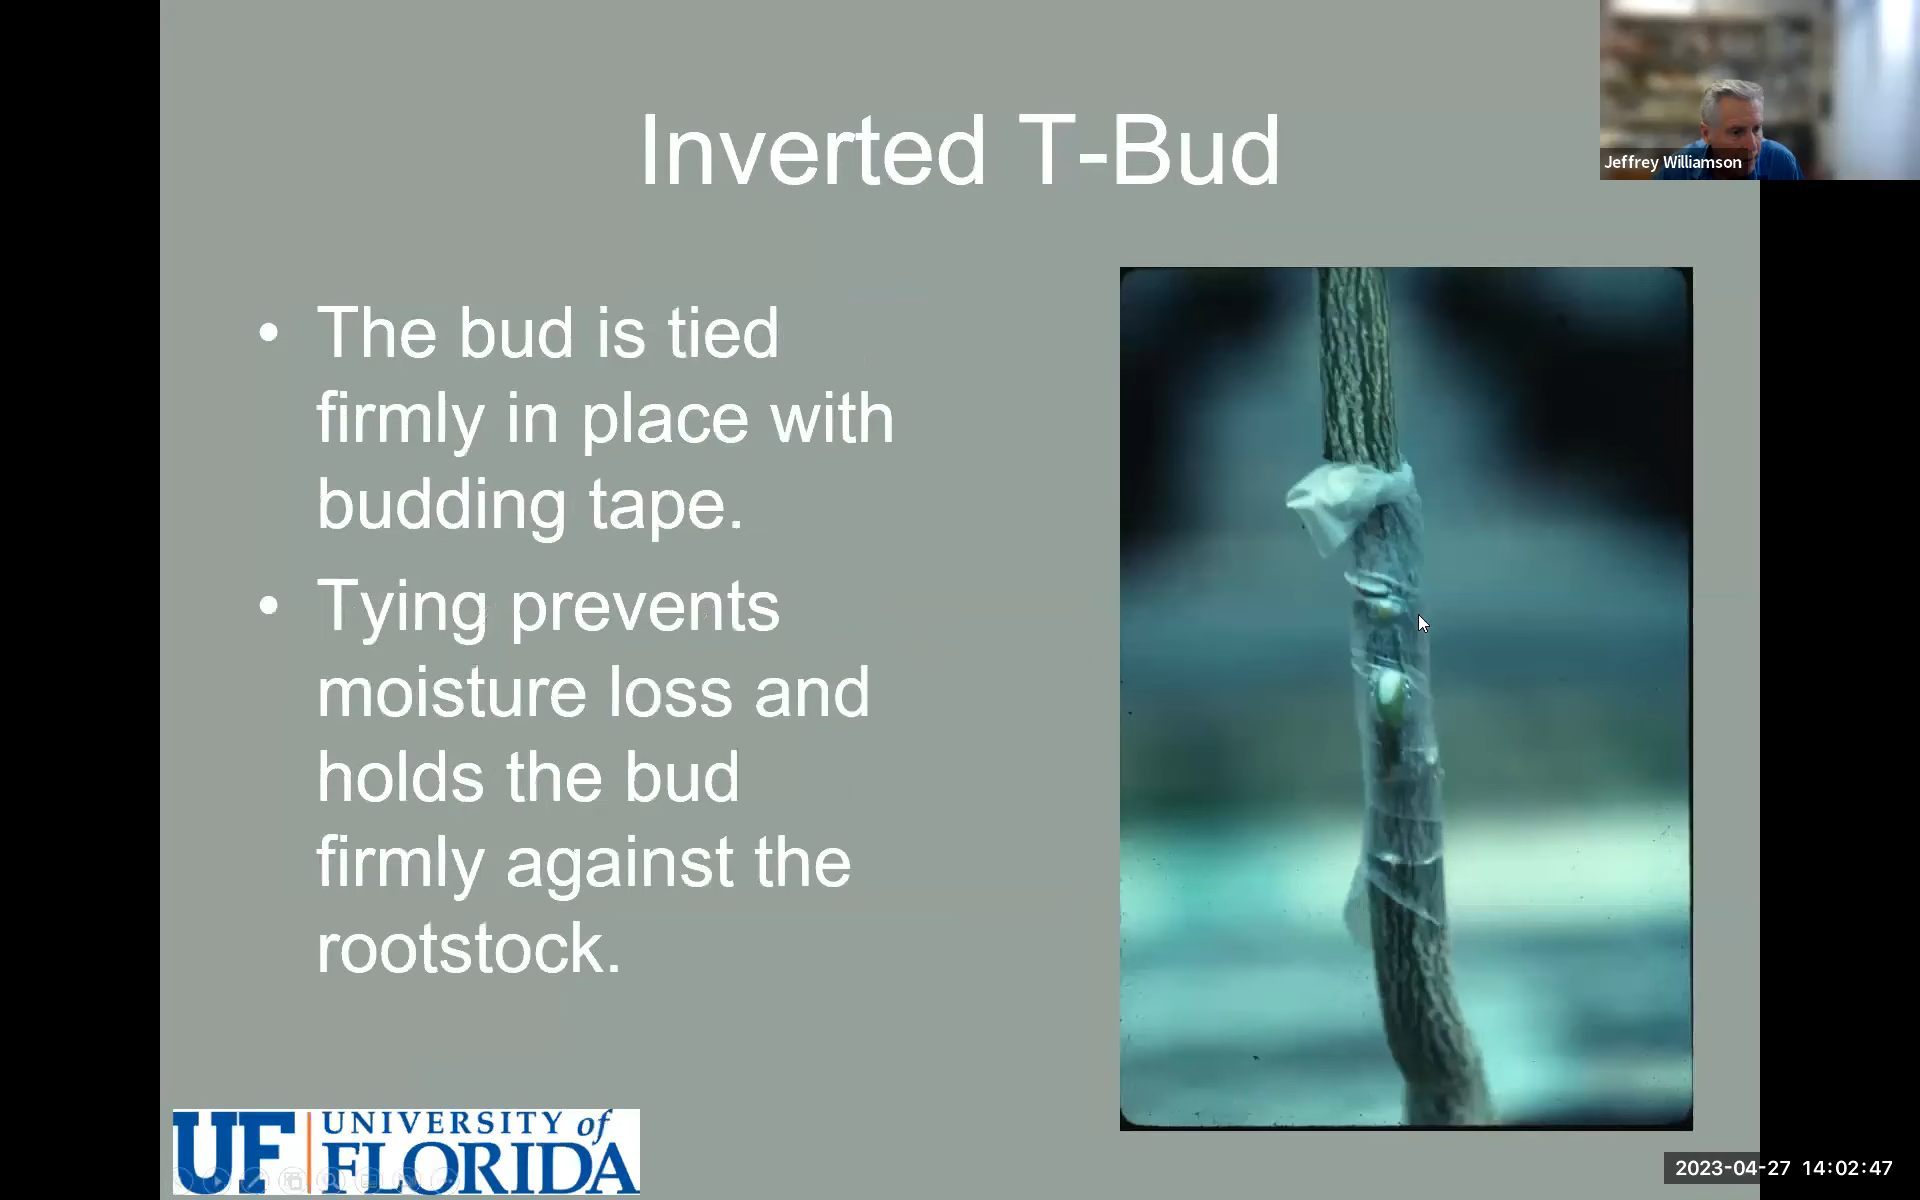 Inverted T-Bud
Jeffrey Williamson
• The bud is tied
firmly in place with
budding tape.
• Tying prevents
moisture loss and
holds the bud
firmly against the
rootstock.
UF UNIVERSITY of
FLORIDA
2023-04-27 14:02:47